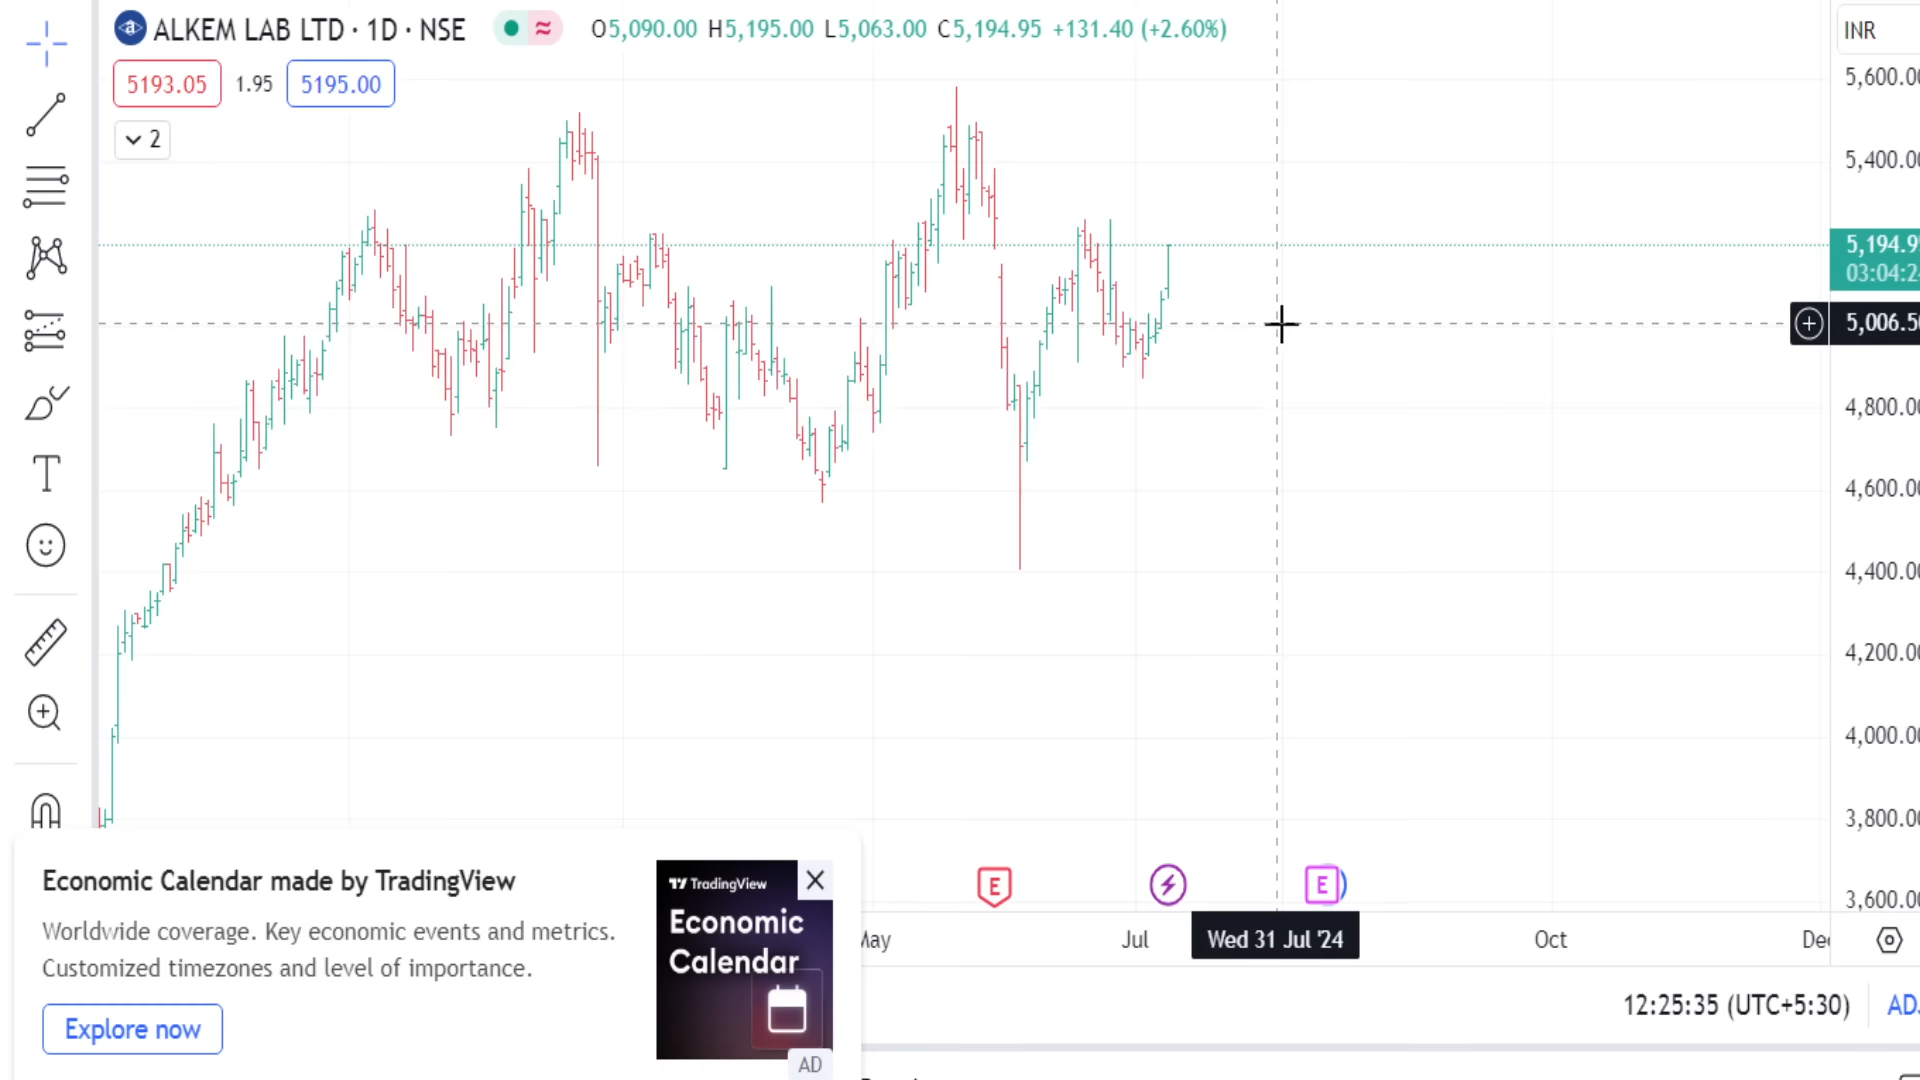 ALKEM LAB LTD · 1D · NSE O5,090.00 H5,195.00 L5,063.00 C5,194.95 +131.40 (+2.60%)
INR
5193.05 1.95 5195.00
2
5,600.00
5,400.00
5,194.9
03:04:2
5,006.5
4,800.00
4,600.00
4,400.00
4,200.00
4,000.00
3,800.00
3,600.00
T
E
E
May Jul Wed 31 Jul '24 Oct Dec
12:25:35 (UTC+5:30) ADJ
Economic Calendar made by TradingView
Worldwide coverage. Key economic events and metrics.
Customized timezones and level of importance.
Explore now
TradingView
Economic
Calendar
AD